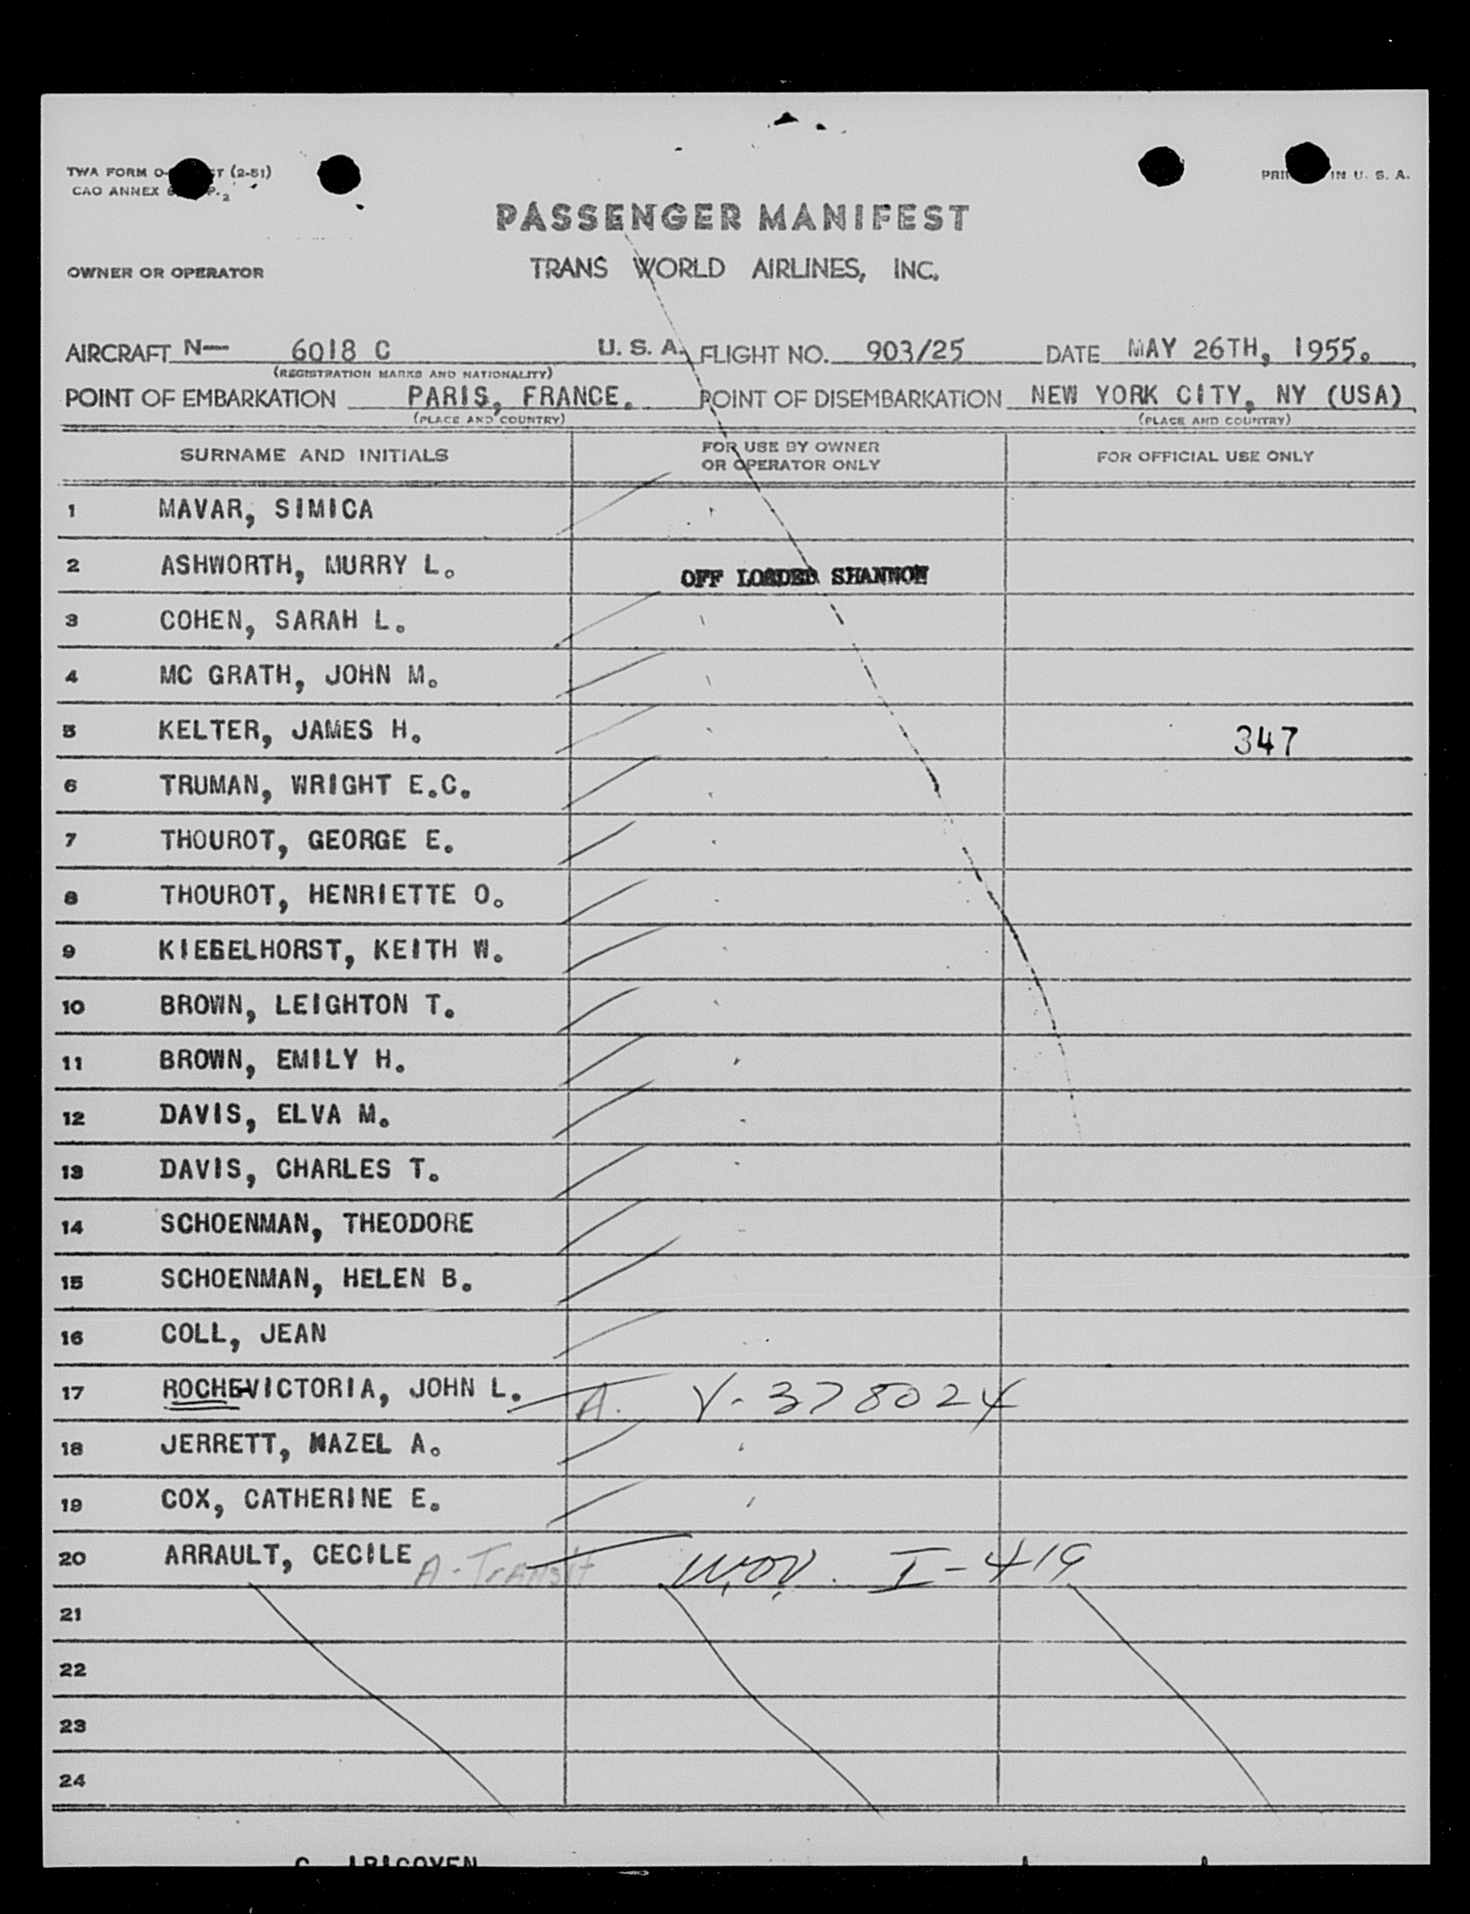 TWA FORM O- T (2-51)
PRIN IN U. S. A.
CAO ANNEX P. 2
PASSENGER MANIFEST
OWNER OR OPERATOR TRANS WORLD AIRLINES, INC.
AIRCRAFT N— 6018 C U. S. A. FLIGHT NO. 903/25 DATE MAY 26TH, 1955.
(REGISTRATION MARKS AND NATIONALITY)
POINT OF EMBARKATION PARIS, FRANCE. POINT OF DISEMBARKATION NEW YORK CITY, NY (USA)
(PLACE AND COUNTRY) (PLACE AND COUNTRY)
SURNAME AND INITIALS FOR USE BY OWNER OR OPERATOR ONLY FOR OFFICIAL USE ONLY
1 MAVAR, SIMICA
2 ASHWORTH, MURRY L. OFF LOADED SHANNON
3 COHEN, SARAH L.
4 MC GRATH, JOHN M.
5 KELTER, JAMES H. 347
6 TRUMAN, WRIGHT E.C.
7 THOUROT, GEORGE E.
8 THOUROT, HENRIETTE O.
9 KIEBELHORST, KEITH W.
10 BROWN, LEIGHTON T.
11 BROWN, EMILY H.
12 DAVIS, ELVA M.
13 DAVIS, CHARLES T.
14 SCHOENMAN, THEODORE
15 SCHOENMAN, HELEN B.
16 COLL, JEAN
17 ROCHE-VICTORIA, JOHN L. A. V-378024
18 JERRETT, HAZEL A.
19 COX, CATHERINE E.
20 ARRAULT, CECILE A-Transit W.O.V. I-419
21
22
23
24
C. IRIGOYEN